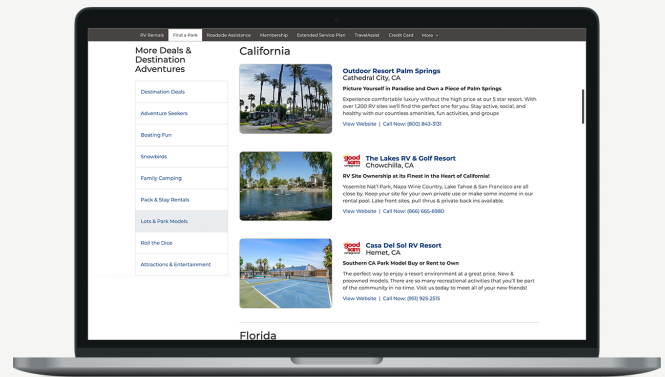 RV Rentals Find a Park Roadside Assistance Membership Extended Service Plan TravelAssist Credit Card More
More Deals &
Destination
Adventures
Destination Deals
Adventure Seekers
Boating Fun
Snowbirds
Family Camping
Pack & Stay Rentals
Lots & Park Models
Roll the Dice
Attractions & Entertainment
California
Outdoor Resort Palm Springs
Cathedral City, CA
Picture Yourself in Paradise and Own a Piece of Palm Springs
Experience comfortable luxury without the high price at our 5 star resort. With
over 1,200 RV sites we'll find the perfect one for you. Stay active, social, and
healthy with our countless amenities, fun activities, and groups
View Website | Call Now: (800) 843-3131
good sam campground
The Lakes RV & Golf Resort
Chowchilla, CA
RV Site Ownership at its Finest in the Heart of California!
Yosemite Nat'l Park, Napa Wine Country, Lake Tahoe & San Francisco are all
close by. Keep your site for your own private use or make some income in our
rental pool. Lake front sites, pull thrus & private back ins available.
View Website | Call Now: (866) 665-6980
good sam campground
Casa Del Sol RV Resort
Hemet, CA
Southern CA Park Model Buy or Rent to Own
The perfect way to enjoy a resort environment at a great price. New &
preowned models. There are so many recreational activities that you'll be part
of the community in no time. Visit us today to meet all of your new friends!
View Website | Call Now: (951) 925-2515
Florida